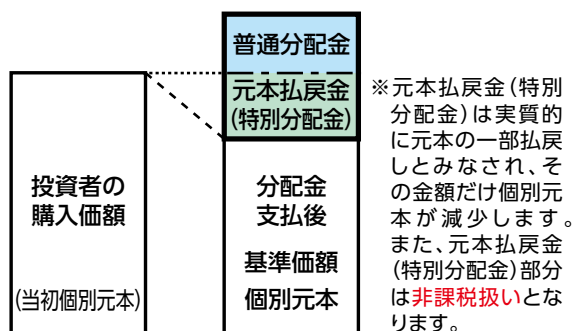 普通分配金
元本払戻金
(特別分配金)
投資者の
購入価額
(当初個別元本)
分配金
支払後
基準価額
個別元本
※元本払戻金(特別
分配金)は実質的
に元本の一部払戻
しとみなされ、そ
の金額だけ個別元
本が減少します。
また、元本払戻金
(特別分配金)部分
は非課税扱いとな
ります。